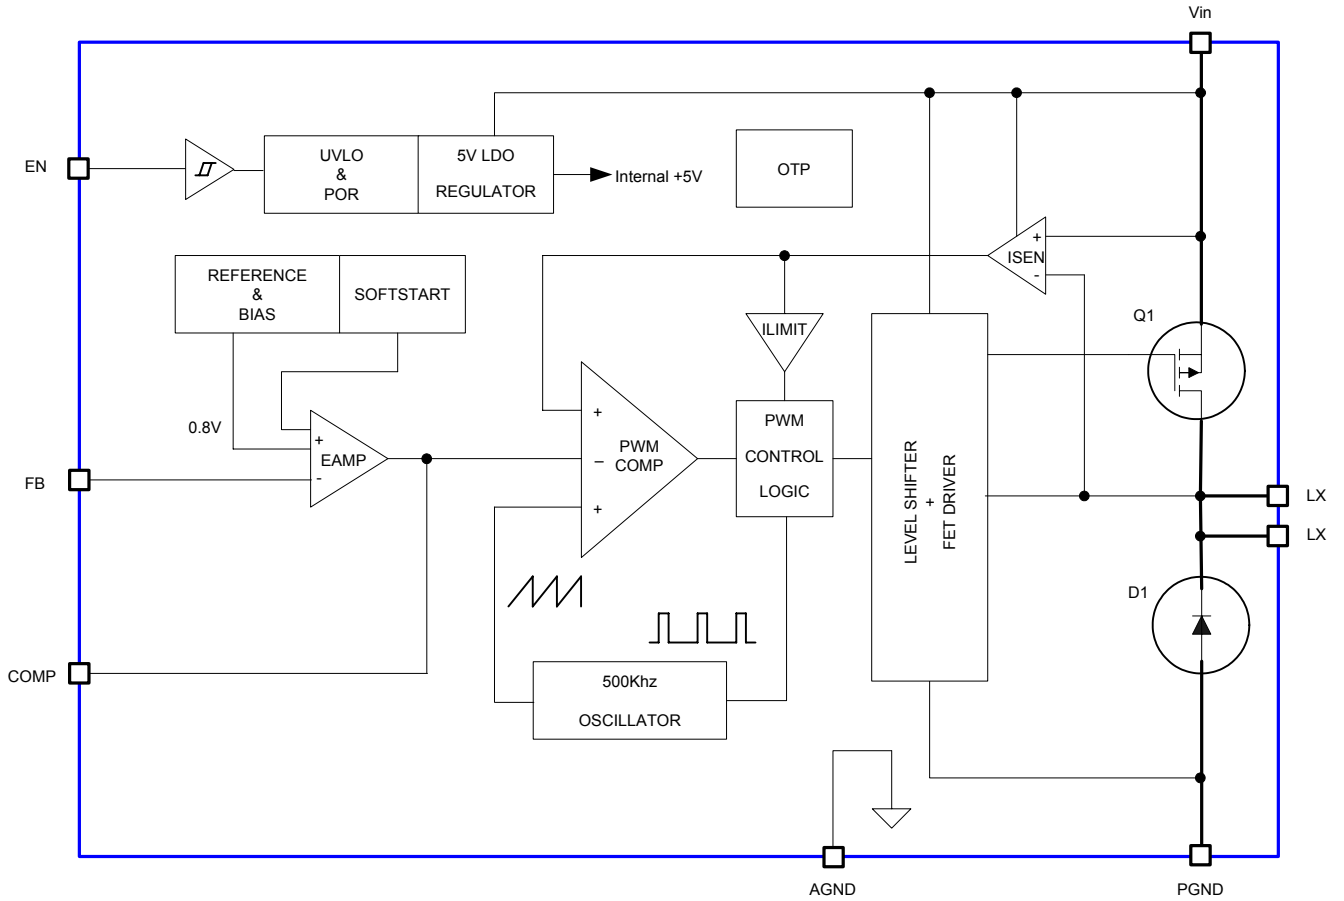 Vin
EN
UVLO
&
POR
5V LDO
REGULATOR
Internal +5V
OTP
+
ISEN
-
REFERENCE
&
BIAS
SOFTSTART
ILIMIT
Q1
0.8V
+
EAMP
-
FB
+
PWM
COMP
–
+
PWM
CONTROL
LOGIC
LEVEL SHIFTER
+
FET DRIVER
LX
LX
D1
COMP
500Khz
OSCILLATOR
AGND
PGND